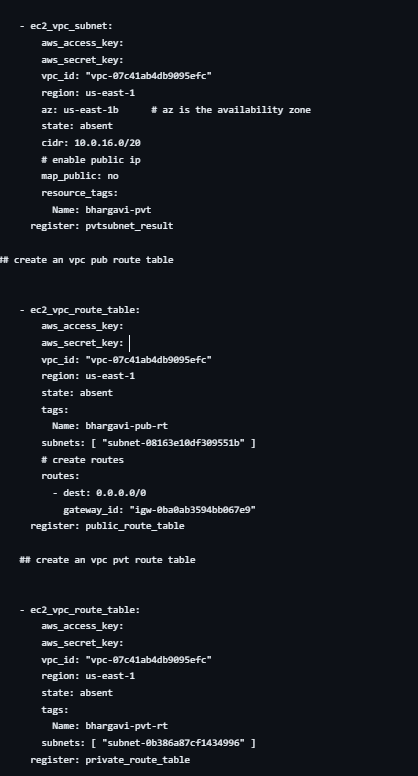 - ec2_vpc_subnet:
aws_access_key:
aws_secret_key:
vpc_id: "vpc-07c41ab4db9095efc"
region: us-east-1
az: us-east-1b      # az is the availability zone
state: absent
cidr: 10.0.16.0/20
# enable public ip
map_public: no
resource_tags:
Name: bhargavi-pvt
register: pvtsubnet_result
## create an vpc pub route table
- ec2_vpc_route_table:
aws_access_key:
aws_secret_key:
vpc_id: "vpc-07c41ab4db9095efc"
region: us-east-1
state: absent
tags:
Name: bhargavi-pub-rt
subnets: [ "subnet-08163e10df309551b" ]
# create routes
routes:
- dest: 0.0.0.0/0
gateway_id: "igw-0ba0ab3594bb067e9"
register: public_route_table
## create an vpc pvt route table
- ec2_vpc_route_table:
aws_access_key:
aws_secret_key:
vpc_id: "vpc-07c41ab4db9095efc"
region: us-east-1
state: absent
tags:
Name: bhargavi-pvt-rt
subnets: [ "subnet-0b386a87cf1434996" ]
register: private_route_table